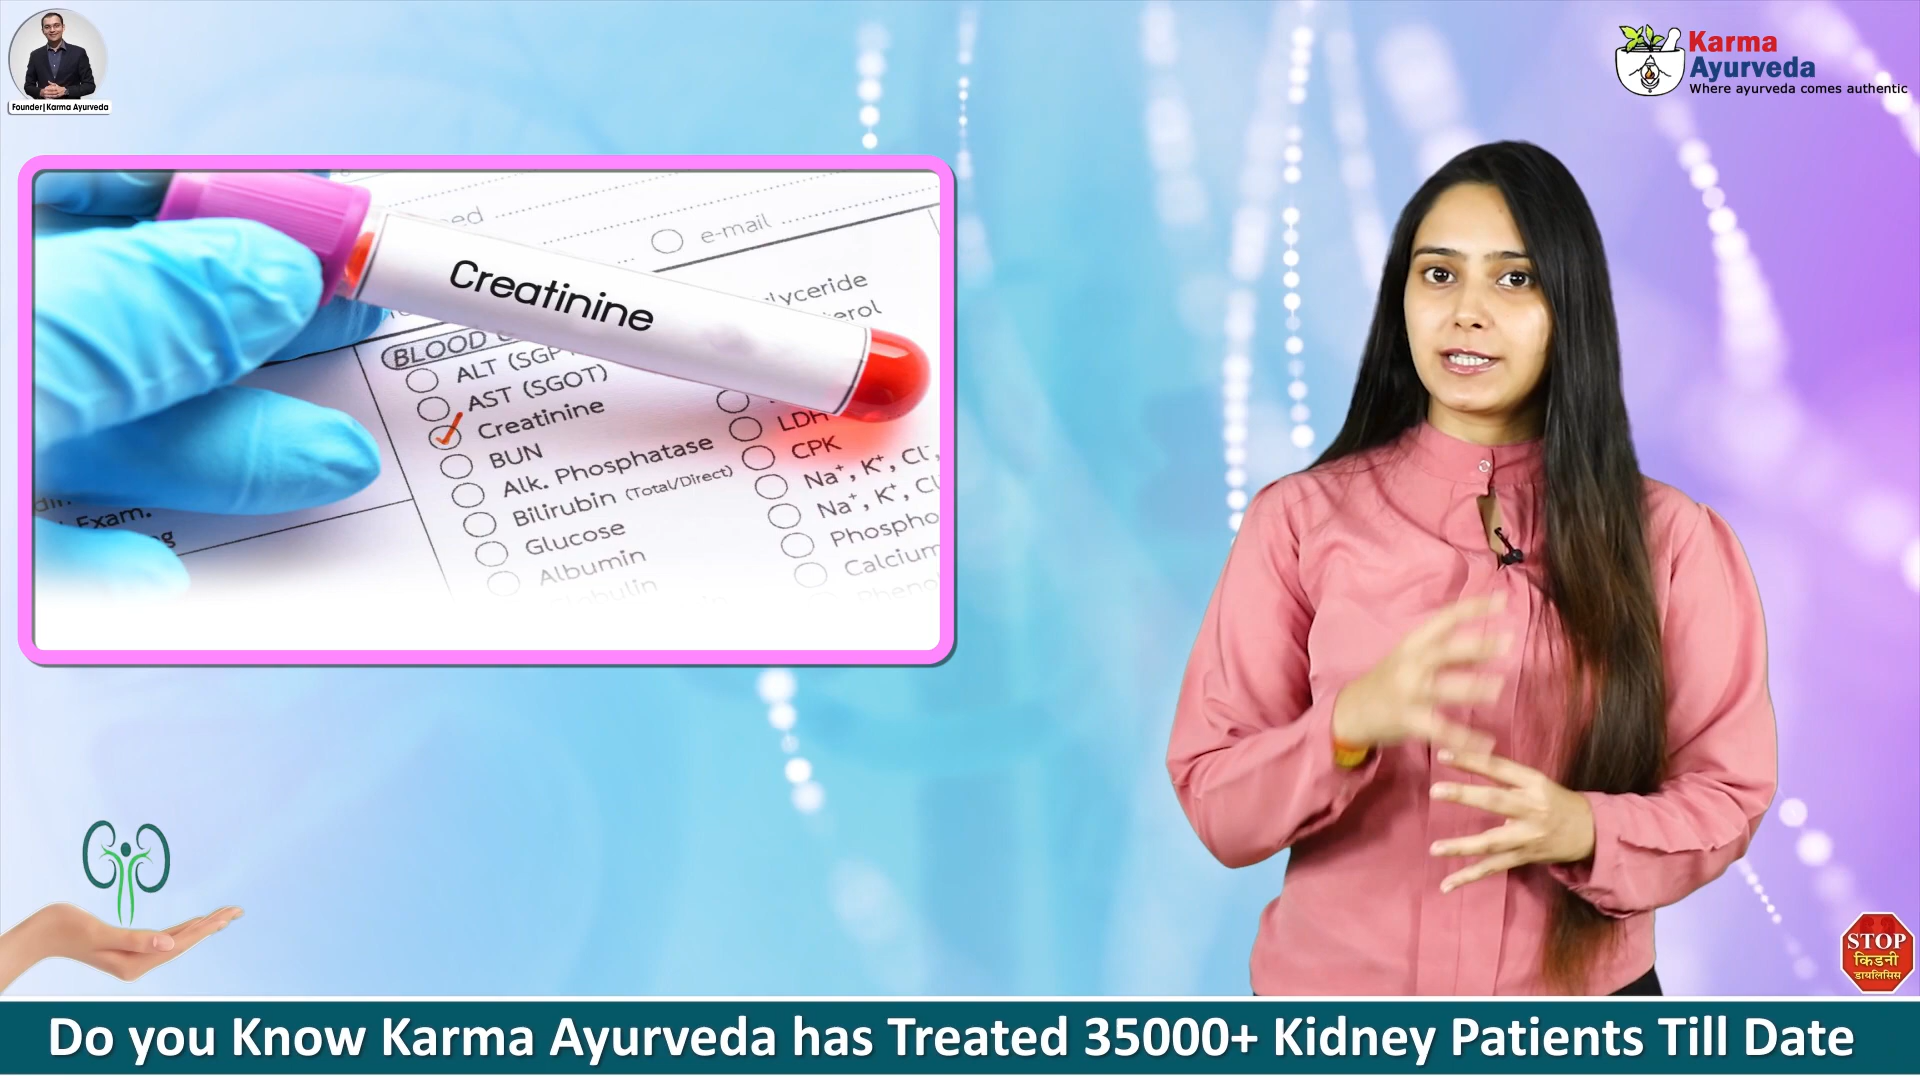 Founder|Karma Ayurveda
Karma
Ayurveda
Where ayurveda comes authentic
e-mail
Creatinine
lyceride
erol
BLOOD
ALT (SGP
AST (SGOT)
Creatinine
BUN
Alk. Phosphatase
Bilirubin (Total/Direct)
Glucose
Albumin
LDH
CPK
Na⁺, K⁺, Cl⁻,
Na⁺, K⁺, Cl
Phospho
Calcium
Exam.
STOP
किडनी
डायलिसिस
Do you Know Karma Ayurveda has Treated 35000+ Kidney Patients Till Date